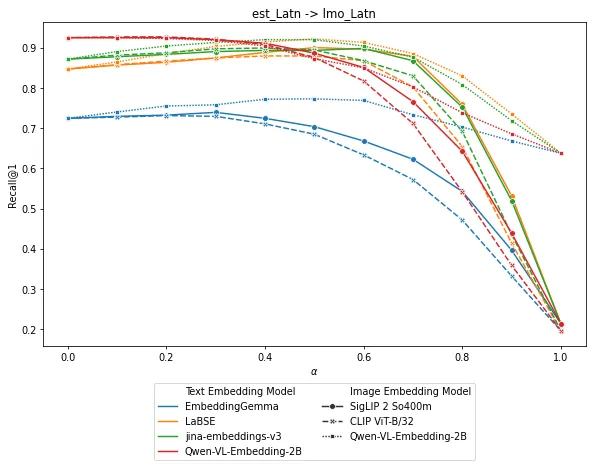 est_Latn -> lmo_Latn
Recall@1
0.9
0.8
0.7
0.6
0.5
0.4
0.3
0.2
0.0 0.2 0.4 0.6 0.8 1.0
α
Text Embedding Model Image Embedding Model
EmbeddingGemma SigLIP 2 So400m
LaBSE CLIP ViT-B/32
jina-embeddings-v3 Qwen-VL-Embedding-2B
Qwen-VL-Embedding-2B